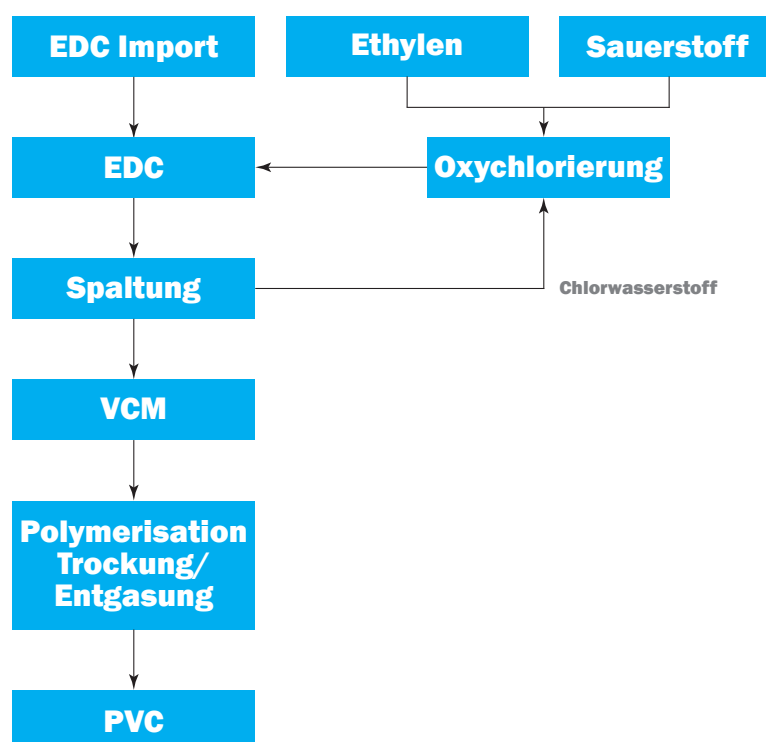 EDC Import
Ethylen
Sauerstoff
EDC
Oxychlorierung
Spaltung
Chlorwasserstoff
VCM
Polymerisation
Trockung/
Entgasung
PVC